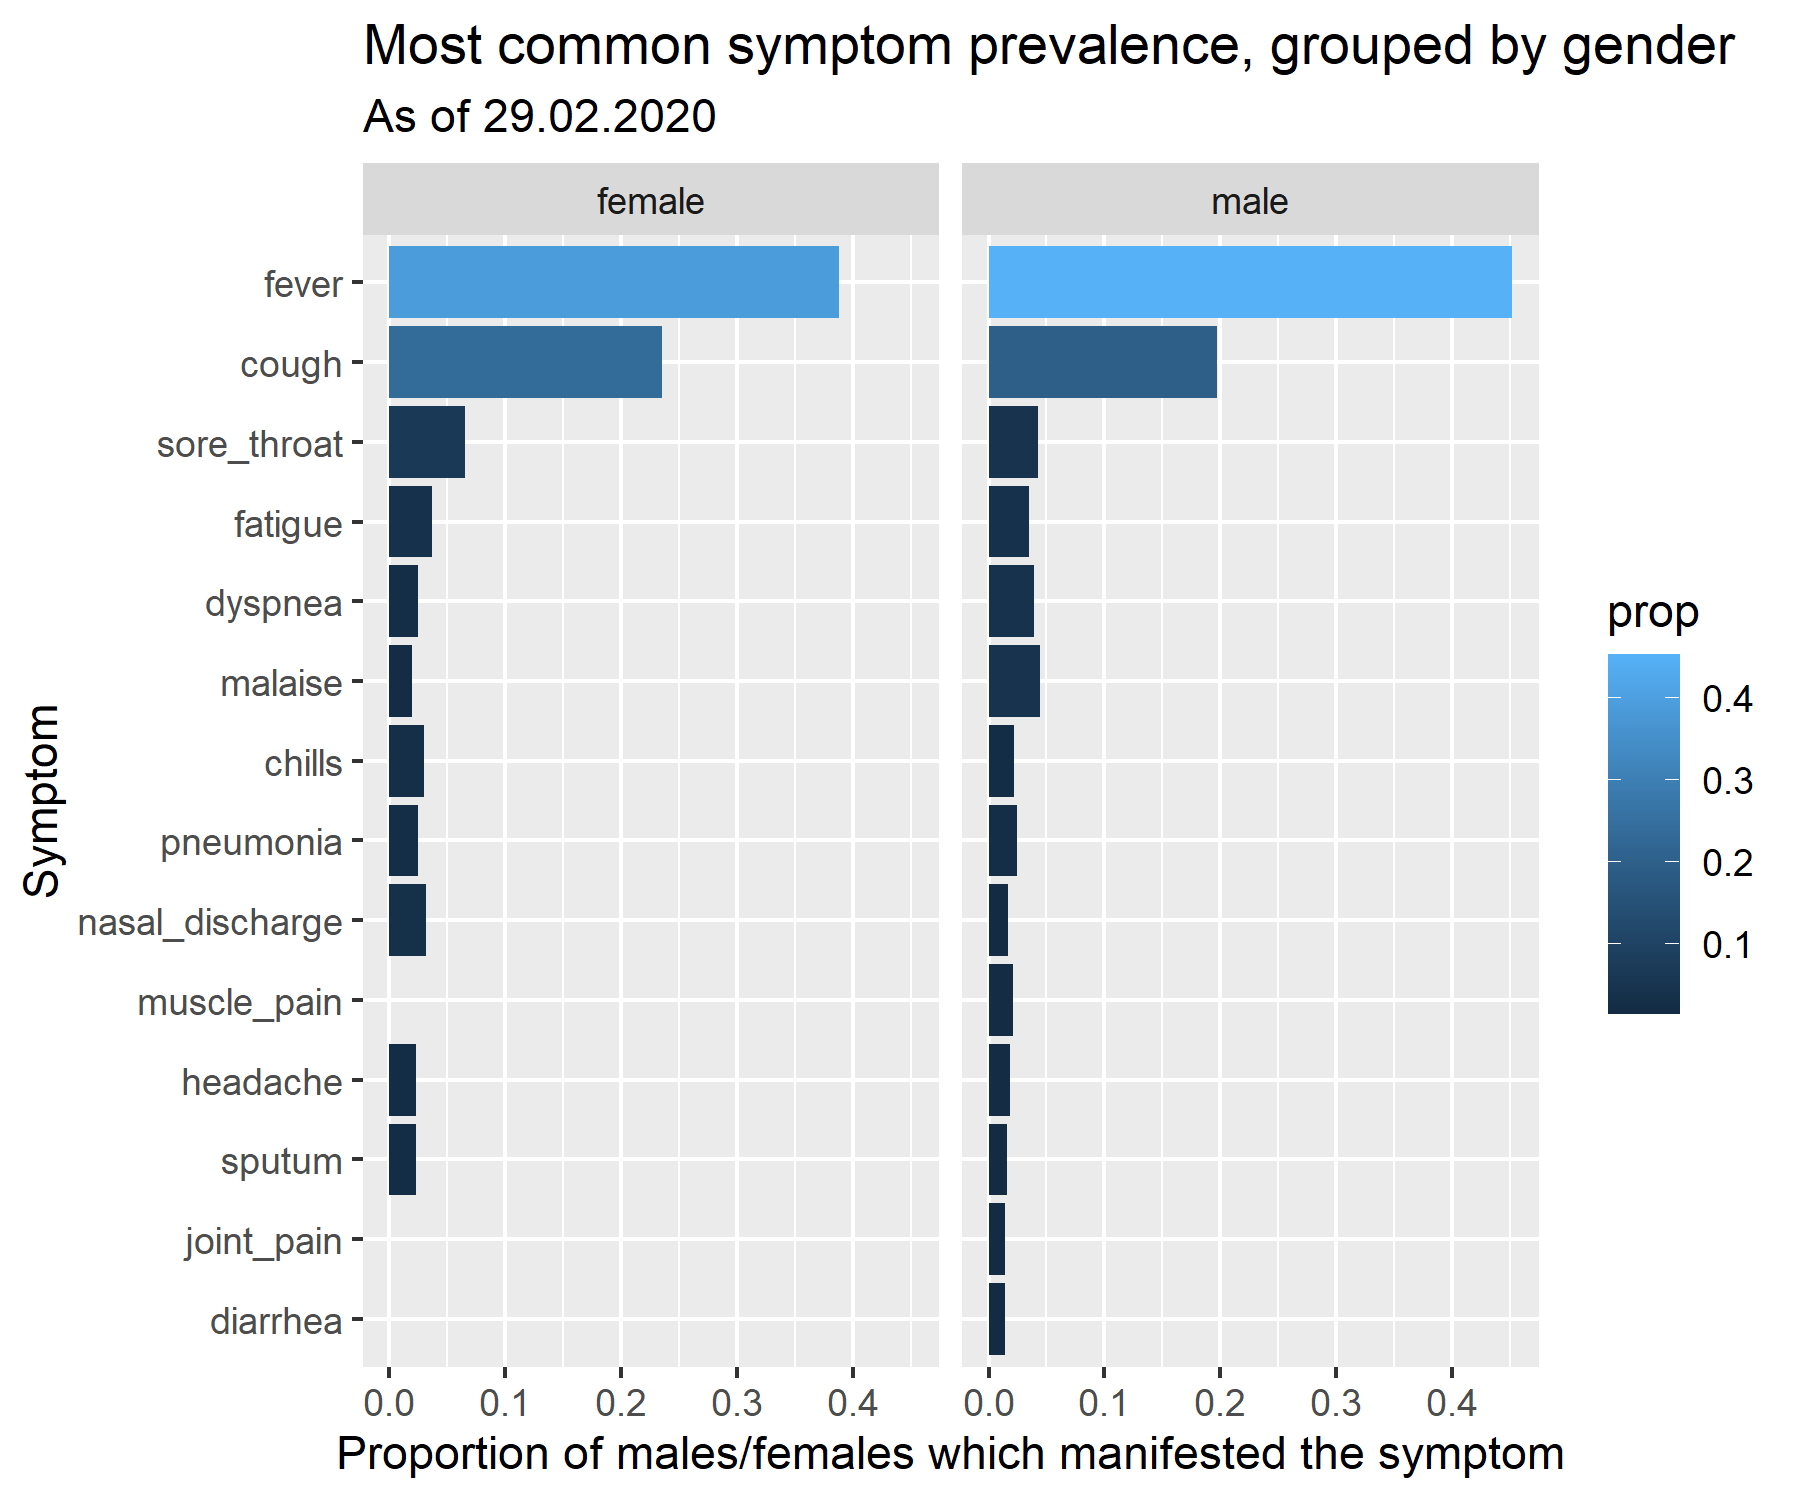 Most common symptom prevalence, grouped by gender
As of 29.02.2020
female
male
fever
cough
sore_throat
fatigue
dyspnea
malaise
chills
pneumonia
nasal_discharge
muscle_pain
headache
sputum
joint_pain
diarrhea
Symptom
0.0 0.1 0.2 0.3 0.4
0.0 0.1 0.2 0.3 0.4
Proportion of males/females which manifested the symptom
prop
0.4
0.3
0.2
0.1